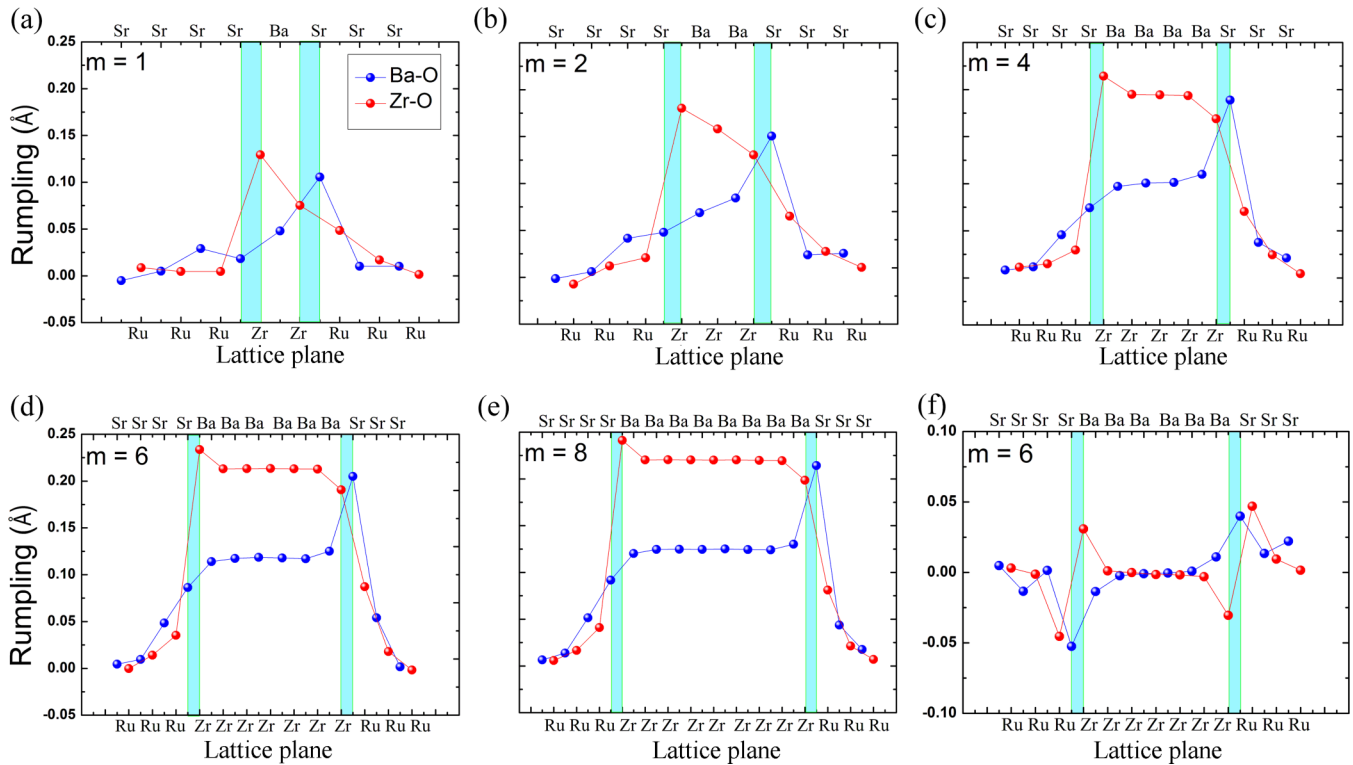 (a)
Sr Sr Sr Sr Ba Sr Sr Sr
m = 1
Ba-O
Zr-O
0.25
0.20
0.15
0.10
0.05
0.00
-0.05
Rumpling (Å)
Ru Ru Ru Zr Zr Ru Ru Ru
Lattice plane
(b)
Sr Sr Sr Sr Ba Ba Sr Sr Sr
m = 2
Ru Ru Ru Zr Zr Zr Ru Ru Ru
Lattice plane
(c)
Sr Sr Sr Sr Ba Ba Ba Ba Sr Sr Sr
m = 4
Ru Ru Ru Zr Zr Zr Zr Zr Ru Ru Ru
Lattice plane
(d)
Sr Sr Sr Sr Ba Ba Ba Ba Ba Ba Sr Sr Sr
m = 6
0.25
0.20
0.15
0.10
0.05
0.00
-0.05
Rumpling (Å)
Ru Ru Ru Zr Zr Zr Zr Zr Zr Zr Ru Ru Ru
Lattice plane
(e)
Sr Sr Sr Sr Ba Ba Ba Ba Ba Ba Ba Ba Sr Sr Sr
m = 8
Ru Ru Ru Zr Zr Zr Zr Zr Zr Zr Zr Zr Ru Ru Ru
Lattice plane
(f)
Sr Sr Sr Sr Ba Ba Ba Ba Ba Ba Sr Sr Sr
m = 6
0.10
0.05
0.00
-0.05
-0.10
Ru Ru Ru Zr Zr Zr Zr Zr Zr Zr Ru Ru Ru
Lattice plane